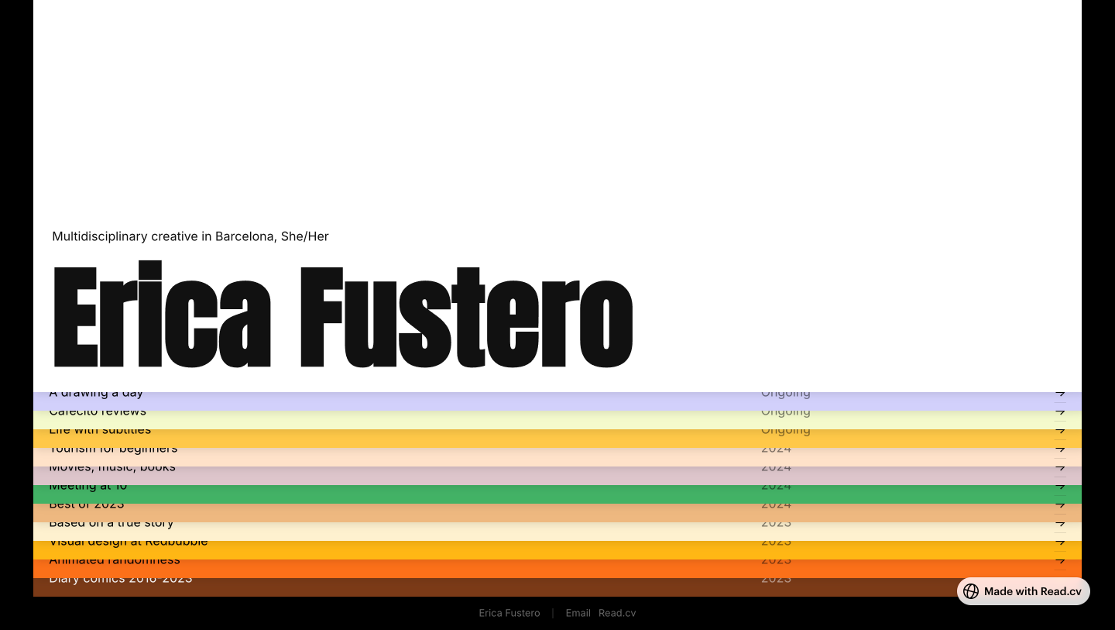 Multidisciplinary creative in Barcelona, She/Her
Erica Fustero
A drawing a day Ongoing →
Cafecito reviews Ongoing →
Life with subtitles Ongoing →
Tourism for beginners 2024 →
Movies, music, books 2024 →
Meeting at 10 2024 →
Best of 2023 2024 →
Based on a true story 2023 →
Visual design at Redbubble 2023 →
Animated randomness 2023 →
Diary comics 2016-2023 2023
Made with Read.cv
Erica Fustero | Email Read.cv